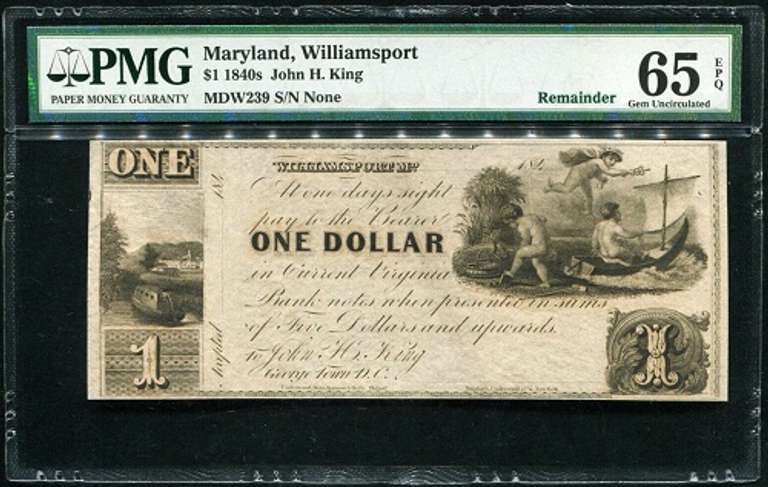 PMG
PAPER MONEY GUARANTY
Maryland, Williamsport
$1 1840s John H. King
MDW239 S/N None
Remainder
65 EPQ
Gem Uncirculated
ONE
WILLIAMSPORT Md.
184
184
At one days sight
pay to the Bearer
ONE DOLLAR
in Current Virginia
Bank notes when presented in sums
of Five Dollars and upwards.
to John H. King
George Town D.C.
1
1